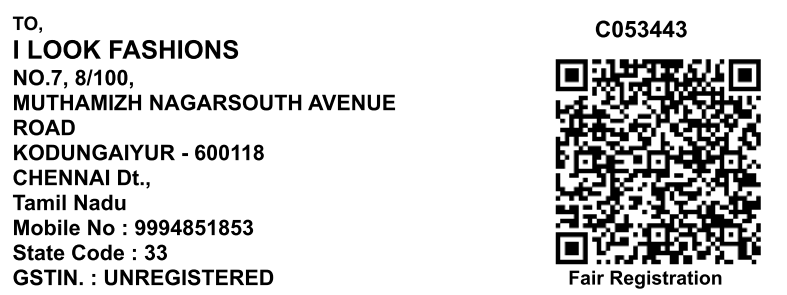 TO,
I LOOK FASHIONS
NO.7, 8/100,
MUTHAMIZH NAGARSOUTH AVENUE
ROAD
KODUNGAIYUR - 600118
CHENNAI Dt.,
Tamil Nadu
Mobile No : 9994851853
State Code : 33
GSTIN. : UNREGISTERED
C053443
Fair Registration